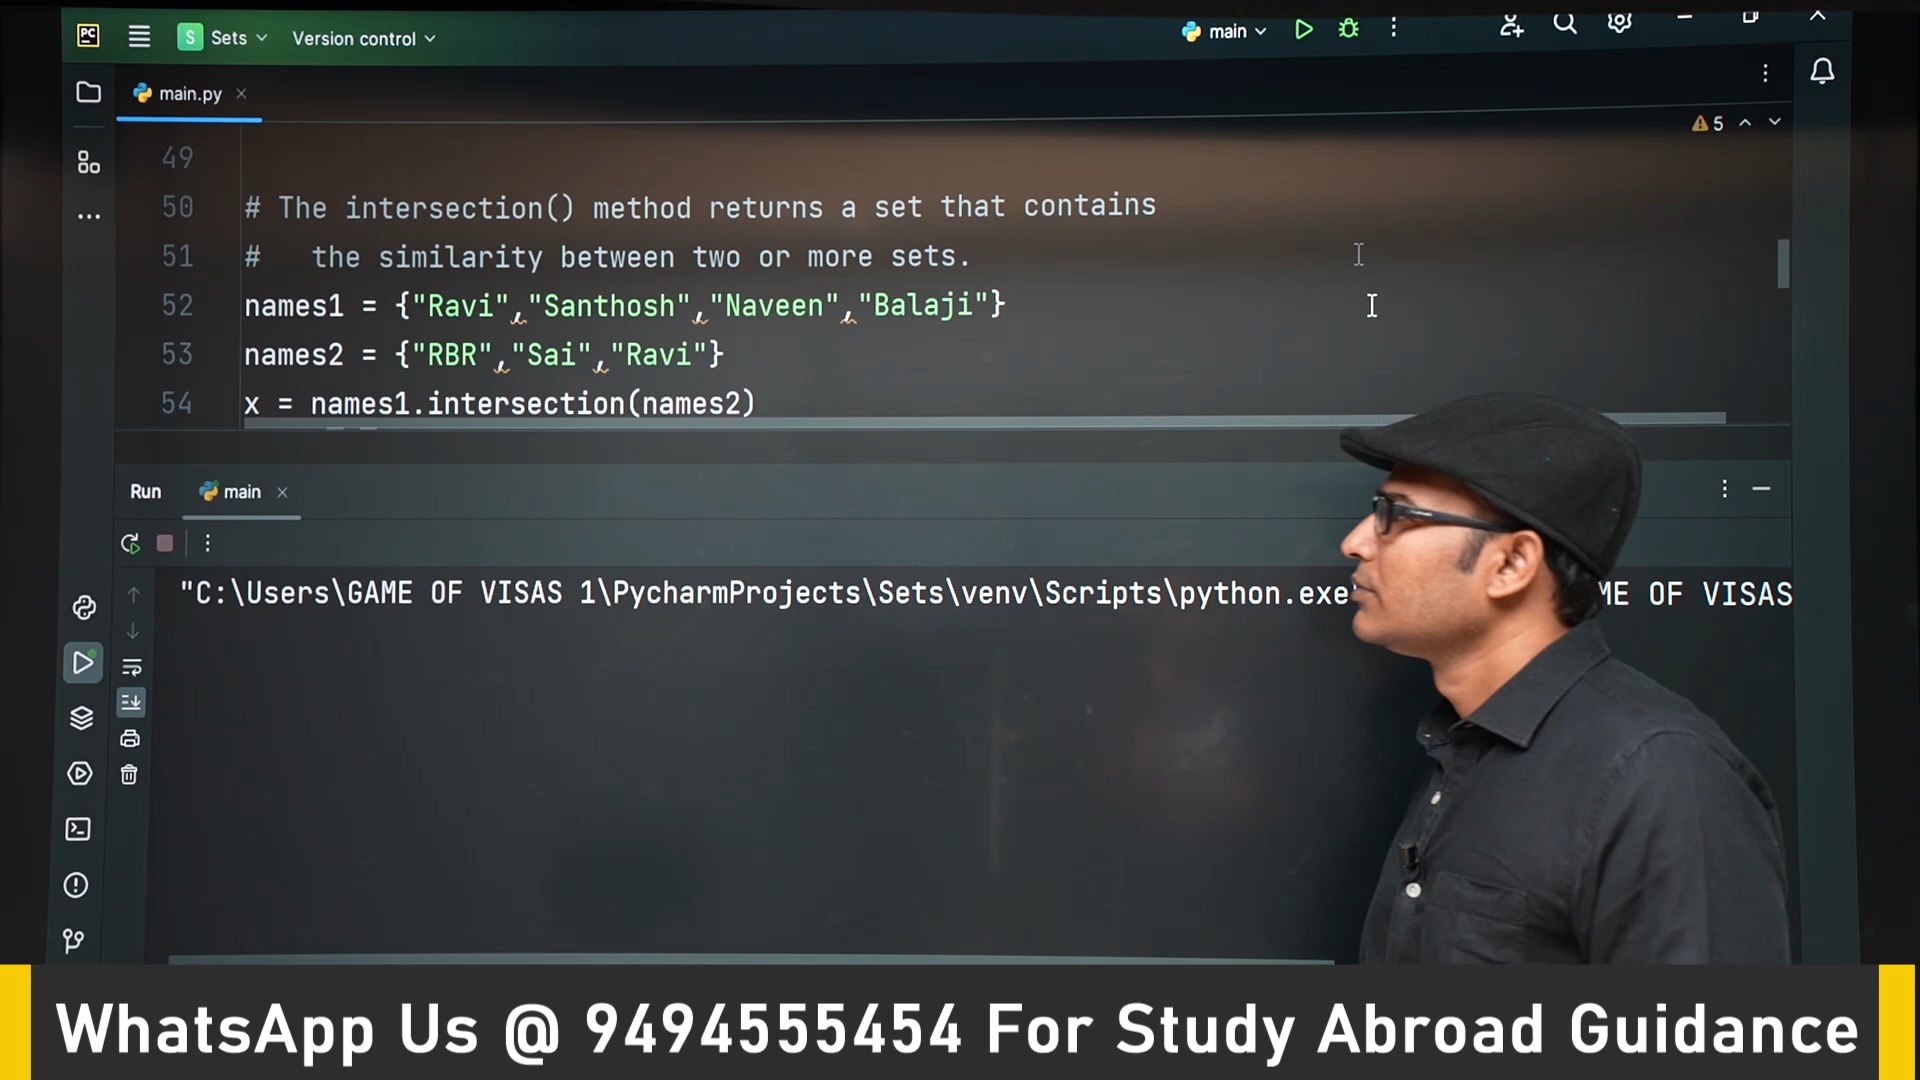 PC S Sets Version control main
main.py
5
49
50 # The intersection() method returns a set that contains
51 # the similarity between two or more sets.
52 names1 = {"Ravi","Santhosh","Naveen","Balaji"}
53 names2 = {"RBR","Sai","Ravi"}
54 x = names1.intersection(names2)
Run main
"C:\Users\GAME OF VISAS 1\PycharmProjects\Sets\venv\Scripts\python.exe ME OF VISAS
WhatsApp Us @ 9494555454 For Study Abroad Guidance